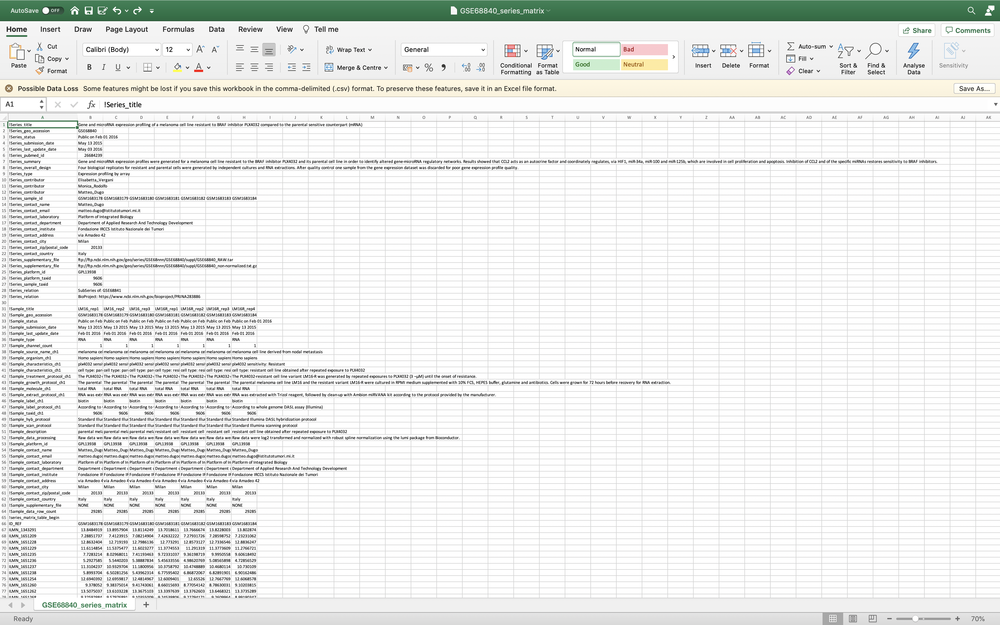 AutoSave OFF GSE68840_series_matrix
Home Insert Draw Page Layout Formulas Data Review View Tell me Share Comments
Paste Cut Copy Format Calibri (Body) 12 Wrap Text Merge & Centre General Conditional Formatting Format as Table Normal Bad Good Neutral Insert Delete Format Auto-sum Fill Clear Sort & Filter Find & Select Analyse Data Sensitivity
Possible Data Loss Some features might be lost if you save this workbook in the comma-delimited (.csv) format. To preserve these features, save it in an Excel file format. Save As...
A1 fx !Series_title
A B C D E F G H I J K L M N O P Q R S T U V W X Y Z AA AB AC AD AE AF AG AH AI AJ AK
1 !Series_title Gene and microRNA expression profiling of a melanoma cell line resistant to BRAF inhibitor PLX4032 compared to the parental sensitive counterpart (mRNA)
2 !Series_geo_accession GSE68840
3 !Series_status Public on Feb 01 2016
4 !Series_submission_date May 13 2015
5 !Series_last_update_date May 03 2016
6 !Series_pubmed_id 26684239
7 !Series_summary Gene and microRNA expression profiles were generated for a melanoma cell line resistant to the BRAF inhibitor PLX4032 and its parental cell line in order to identify altered gene-microRNA regulatory networks. Results showed that CCL2 acts as an autocrine factor and coordinately regulates, via HIF1, miR-34a, miR-100 and miR-125b, which are involved in cell proliferation and apoptosis. Inhibition of CCL2 and of the specific miRNAs restores sensitivity to BRAF inhibitors.
8 !Series_overall_design Four biological replicates for resistant and parental cells were generated by independent cultures and RNA extractions. After quality control one sample from the gene expression dataset was discarded for poor gene expression profile quality.
9 !Series_type Expression profiling by array
10 !Series_contributor Elisabetta,,Vergani
11 !Series_contributor Monica,,Rodolfo
12 !Series_contributor Matteo,,Dugo
13 !Series_sample_id GSM1683178 GSM1683179 GSM1683180 GSM1683181 GSM1683182 GSM1683183 GSM1683184
14 !Series_contact_name Matteo,,Dugo
15 !Series_contact_email matteo.dugo@istitutotumori.mi.it
16 !Series_contact_laboratory Platform of Integrated Biology
17 !Series_contact_department Department of Applied Research And Technology Development
18 !Series_contact_institute Fondazione IRCCS Istituto Nazionale dei Tumori
19 !Series_contact_address via Amadeo 42
20 !Series_contact_city Milan
21 !Series_contact_zip/postal_code 20133
22 !Series_contact_country Italy
23 !Series_supplementary_file ftp://ftp.ncbi.nlm.nih.gov/geo/series/GSE68nnn/GSE68840/suppl/GSE68840_RAW.tar
24 !Series_supplementary_file ftp://ftp.ncbi.nlm.nih.gov/geo/series/GSE68nnn/GSE68840/suppl/GSE68840_non-normalized.txt.gz
25 !Series_platform_id GPL13938
26 !Series_platform_taxid 9606
27 !Series_sample_taxid 9606
28 !Series_relation SubSeries of: GSE68841
29 !Series_relation BioProject: https://www.ncbi.nlm.nih.gov/bioproject/PRJNA283886
30
31 !Sample_title LM16_rep1 LM16_rep2 LM16_rep3 LM16R_rep1 LM16R_rep2 LM16R_rep3 LM16R_rep4
32 !Sample_geo_accession GSM1683178 GSM1683179 GSM1683180 GSM1683181 GSM1683182 GSM1683183 GSM1683184
33 !Sample_status Public on Feb Public on Feb Public on Feb Public on Feb Public on Feb Public on Feb Public on Feb 01 2016
34 !Sample_submission_date May 13 2015 May 13 2015 May 13 2015 May 13 2015 May 13 2015 May 13 2015 May 13 2015
35 !Sample_last_update_date Feb 01 2016 Feb 01 2016 Feb 01 2016 Feb 01 2016 Feb 01 2016 Feb 01 2016 Feb 01 2016
36 !Sample_type RNA RNA RNA RNA RNA RNA RNA
37 !Sample_channel_count 1 1 1 1 1 1 1
38 !Sample_source_name_ch1 melanoma cel melanoma cel melanoma cel melanoma cel melanoma cel melanoma cel melanoma cell line derived from nodal metastasis
39 !Sample_organism_ch1 Homo sapiens Homo sapiens Homo sapiens Homo sapiens Homo sapiens Homo sapiens Homo sapiens
40 !Sample_characteristics_ch1 plx4032 sensit plx4032 sensit plx4032 sensit plx4032 sensit plx4032 sensit plx4032 sensit plx4032 sensitivity: Resistant
41 !Sample_characteristics_ch1 cell type: pare cell type: pare cell type: pare cell type: resi cell type: resi cell type: resi cell type: resistant cell line obtained after repeated exposure to PLX4032
42 !Sample_treatment_protocol_ch1 The PLX4032- The PLX4032- The PLX4032- The PLX4032- The PLX4032- The PLX4032- The PLX4032-resistant cell line variant LM16-R was generated by repeated exposures to PLX4032 (3 ¬µM) until the onset of resistance.
43 !Sample_growth_protocol_ch1 The parental The parental The parental The parental The parental The parental The parental melanoma cell line LM16 and the resistant variant LM16-R were cultured in RPMI medium supplemented with 10% FCS, HEPES buffer, glutamine and antibiotics. Cells were grown for 72 hours before recovery for RNA extraction.
44 !Sample_molecule_ch1 total RNA total RNA total RNA total RNA total RNA total RNA total RNA
45 !Sample_extract_protocol_ch1 RNA was extr RNA was extr RNA was extr RNA was extr RNA was extr RNA was extr RNA was extracted with Trizol reagent, followed by clean-up with Ambion miRVANA kit according to the protocol provided by the manufacturer.
46 !Sample_label_ch1 biotin biotin biotin biotin biotin biotin biotin
47 !Sample_label_protocol_ch1 According to According to According to According to According to According to According to whole genome DASL assay (Illumina)
48 !Sample_taxid_ch1 9606 9606 9606 9606 9606 9606 9606
49 !Sample_hyb_protocol Standard Illur Standard Illur Standard Illur Standard Illur Standard Illur Standard Illur Standard Illumina DASL hybridization protocol
50 !Sample_scan_protocol Standard Illur Standard Illur Standard Illur Standard Illur Standard Illur Standard Illur Standard Illumina scanning protocol
51 !Sample_description parental mela parental mela parental mela resistant cell resistant cell resistant cell resistant cell line obtained after repeated exposure to PLX4032
52 !Sample_data_processing Raw data wer Raw data wer Raw data wer Raw data wer Raw data wer Raw data wer Raw data were log2 transformed and normalized with robust spline normalization using the lumi package from Bioconductor.
53 !Sample_platform_id GPL13938 GPL13938 GPL13938 GPL13938 GPL13938 GPL13938 GPL13938
54 !Sample_contact_name Matteo,,Dugo Matteo,,Dugo Matteo,,Dugo Matteo,,Dugo Matteo,,Dugo Matteo,,Dugo Matteo,,Dugo
55 !Sample_contact_email matteo.dugo( matteo.dugo( matteo.dugo( matteo.dugo( matteo.dugo( matteo.dugo( matteo.dugo@istitutotumori.mi.it
56 !Sample_contact_laboratory Platform of In Platform of In Platform of In Platform of In Platform of In Platform of In Platform of Integrated Biology
57 !Sample_contact_department Department c Department c Department c Department c Department c Department c Department of Applied Research And Technology Development
58 !Sample_contact_institute Fondazione IF Fondazione IF Fondazione IF Fondazione IF Fondazione IF Fondazione IF Fondazione IRCCS Istituto Nazionale dei Tumori
59 !Sample_contact_address via Amadeo 4 via Amadeo 4 via Amadeo 4 via Amadeo 4 via Amadeo 4 via Amadeo 4 via Amadeo 42
60 !Sample_contact_city Milan Milan Milan Milan Milan Milan Milan
61 !Sample_contact_zip/postal_code 20133 20133 20133 20133 20133 20133 20133
62 !Sample_contact_country Italy Italy Italy Italy Italy Italy Italy
63 !Sample_supplementary_file NONE NONE NONE NONE NONE NONE NONE
64 !Sample_data_row_count 29285 29285 29285 29285 29285 29285 29285
65 !series_matrix_table_begin
66 ID_REF GSM1683178 GSM1683179 GSM1683180 GSM1683181 GSM1683182 GSM1683183 GSM1683184
67 ILMN_1343291 13.8484919 13.8957904 13.8114249 13.7018611 13.7666674 13.8228003 13.802874
68 ILMN_1651209 7.28851737 7.4123915 7.08214904 7.42632222 7.27931726 7.28598752 7.23231062
69 ILMN_1651228 12.8632404 12.719193 12.7986136 12.773291 12.8573127 12.7336546 12.8836247
70 ILMN_1651229 11.6114854 11.5375477 11.6023277 11.3774553 11.291319 11.3773609 11.2766721
71 ILMN_1651235 7.7283214 8.02968011 7.41193463 9.72331037 9.36198719 9.9950558 9.60618492
72 ILMN_1651236 5.2927585 5.5440203 5.38887834 5.45633556 4.98620769 5.08565898 4.72856529
73 ILMN_1651237 11.3104237 10.9329704 11.1800956 10.3758792 10.4748889 10.4680114 10.730109
74 ILMN_1651238 5.8993704 6.50281256 5.43962314 6.77595402 6.86872067 6.82891901 6.90162486
75 ILMN_1651254 12.6940392 12.6959817 12.4814967 12.6009401 12.65526 12.7667769 12.6068578
76 ILMN_1651260 9.378052 9.38375014 9.41743061 8.66015693 8.77054142 8.78630031 9.10203815
77 ILMN_1651262 13.5075037 13.6103228 13.3675103 13.3397639 13.3762603 13.6468321 13.3735289
78 ILMN_1651268 9.32592984 9.57976891 9.10355009 9.24539806 9.22794171 9.2609964 8.99190347
GSE68840_series_matrix
Ready 70%